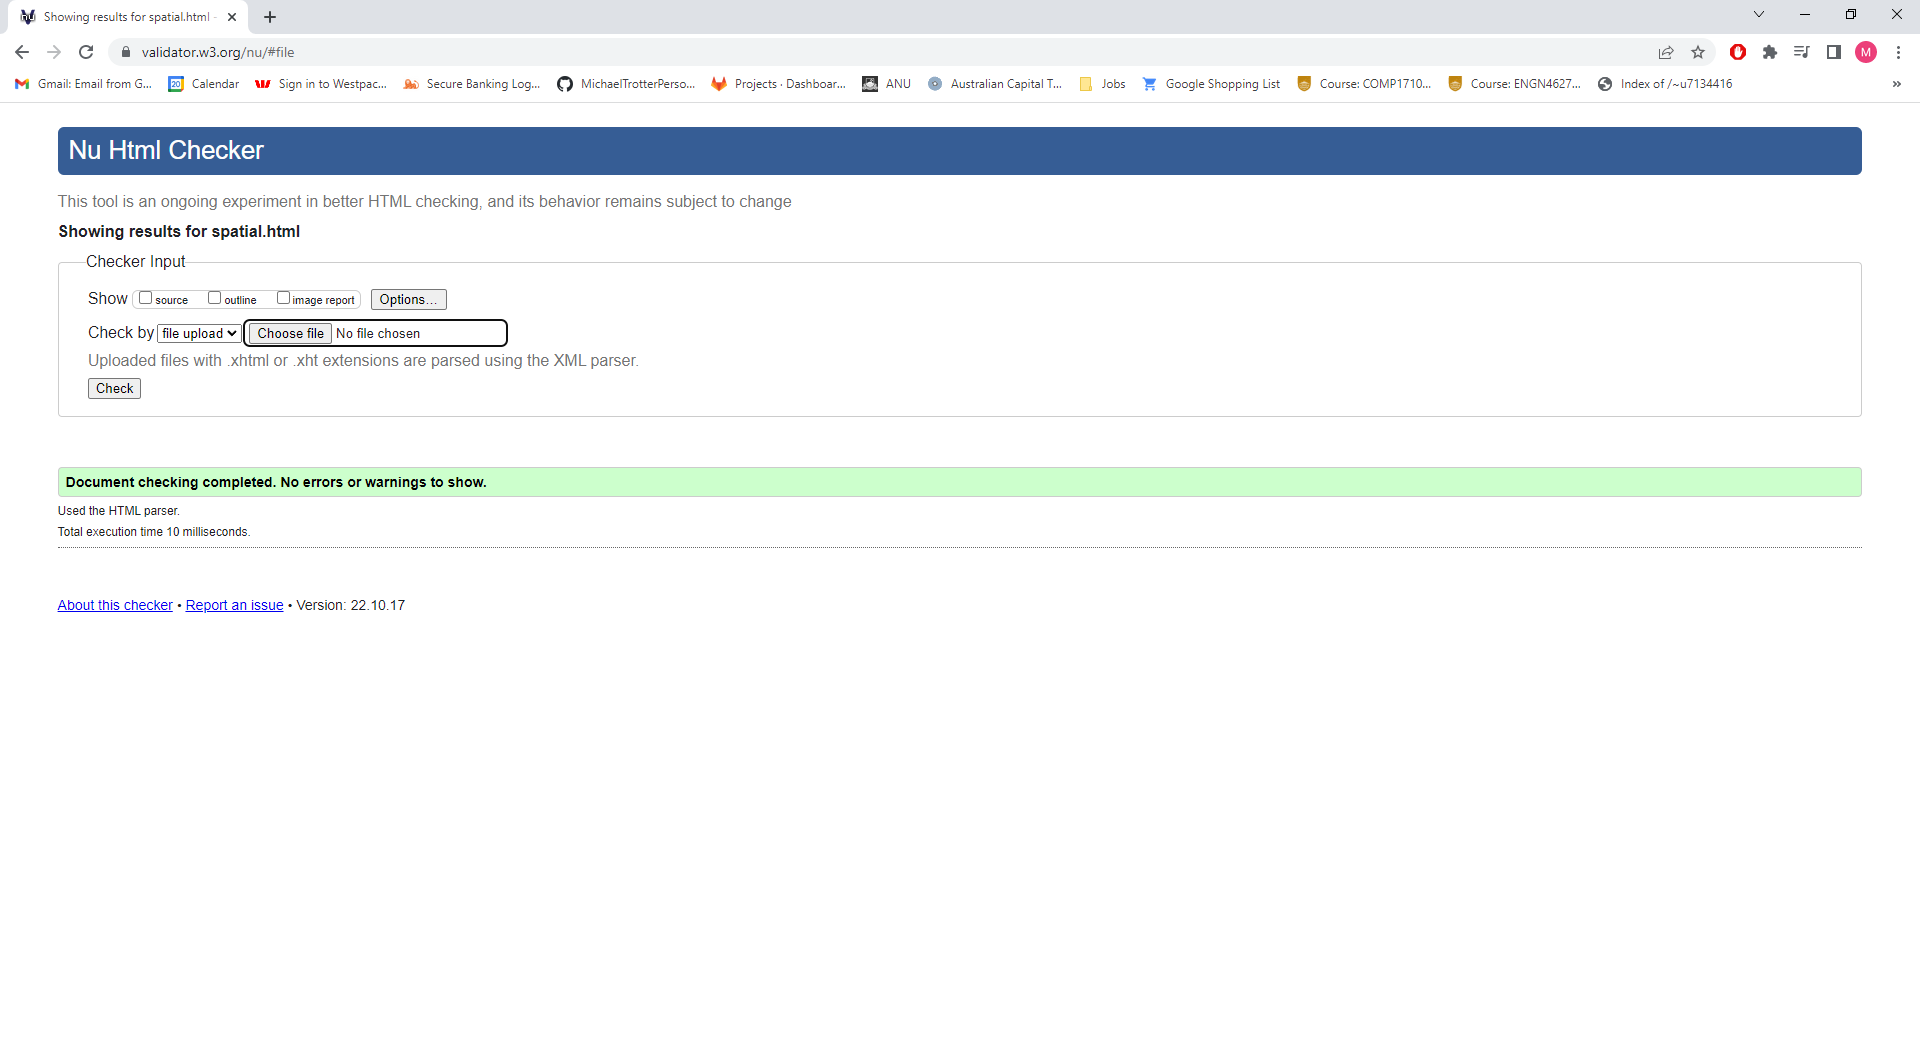 Showing results for spatial.html -
validator.w3.org/nu/#file
M
Gmail: Email from G... 20 Calendar Sign in to Westpac... Secure Banking Log... MichaelTrotterPerso... Projects · Dashboar... ANU Australian Capital T... Jobs Google Shopping List Course: COMP1710... Course: ENGN4627... Index of /~u7134416 »
Nu Html Checker
This tool is an ongoing experiment in better HTML checking, and its behavior remains subject to change
Showing results for spatial.html
Checker Input
Show source outline image report Options...
Check by file upload Choose file No file chosen
Uploaded files with .xhtml or .xht extensions are parsed using the XML parser.
Check
Document checking completed. No errors or warnings to show.
Used the HTML parser.
Total execution time 10 milliseconds.
About this checker • Report an issue • Version: 22.10.17